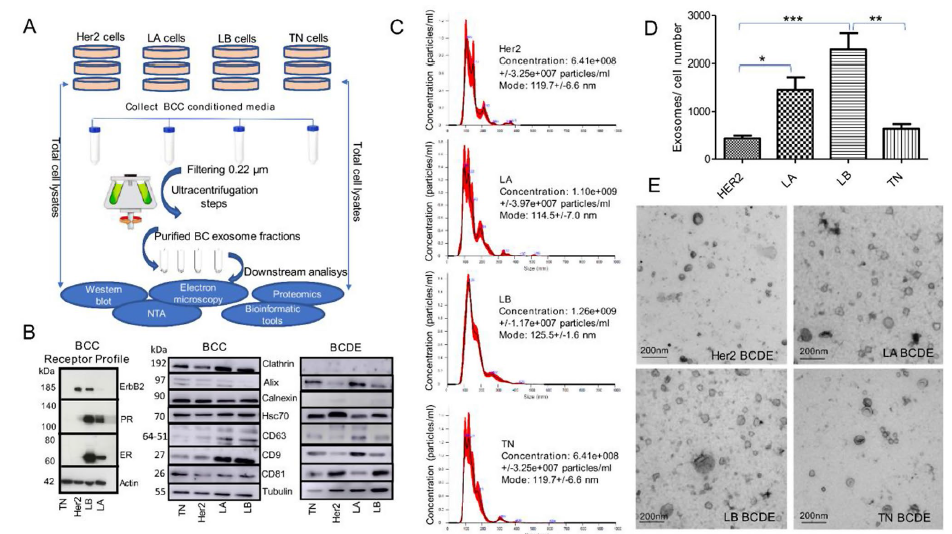 A
Her2 cells LA cells LB cells TN cells
Collect BCC conditioned media
Total cell lysates
Total cell lysates
Filtering 0.22 µm
Ultracentrifugation
steps
Purified BC exosome fractions
Downstream analisys
Western
blot
NTA
Electron
microscopy
Bioinformatic
tools
Proteomics
B
BCC
Receptor Profile
kDa
185
ErbB2
140
100
PR
80
60
ER
42
Actin
TN
Her2
LB
LA
BCC
BCDE
kDa
192
Clathrin
97
Alix
90
Calnexin
70
Hsc70
64-51
CD63
27
CD9
26
CD81
55
Tubulin
TN
Her2
LA
LB
TN
Her2
LA
LB
C
Concentration (particles/ml)
Her2
Concentration: 6.41e+008
+/-3.25e+007 particles/ml
Mode: 119.7+/-6.6 nm
Concentration (particles/ml)
LA
Concentration: 1.10e+009
+/-3.97e+007 particles/ml
Mode: 114.5+/-7.0 nm
Size (nm)
Concentration (particles/ml)
LB
Concentration: 1.26e+009
+/-1.17e+007 particles/ml
Mode: 125.5+/-1.6 nm
Size (nm)
Concentration (particles/ml)
TN
Concentration: 6.41e+008
+/-3.25e+007 particles/ml
Mode: 119.7+/-6.6 nm
D
Exosomes/ cell number
3000
2000
1000
0
***
**
*
HER2
LA
LB
TN
E
200nm
Her2 BCDE
200nm
LA BCDE
200nm
LB BCDE
200nm
TN BCDE